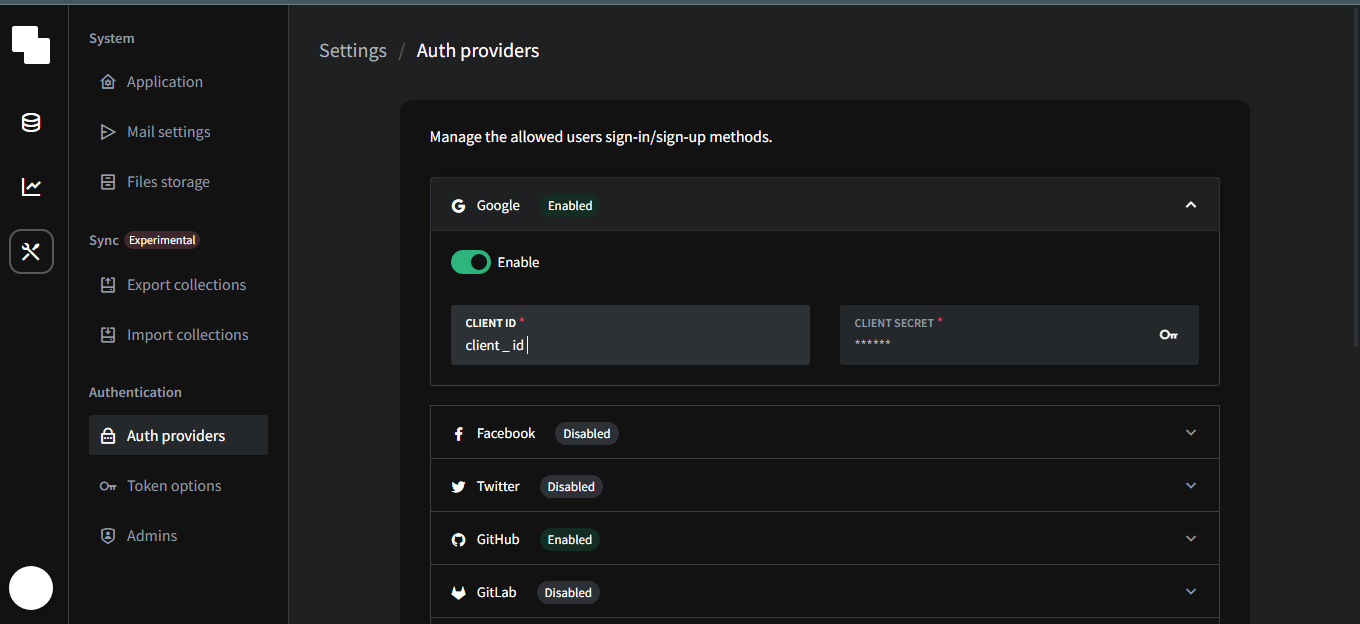 System
Application
Mail settings
Files storage
Sync Experimental
Export collections
Import collections
Authentication
Auth providers
Token options
Admins
Settings / Auth providers
Manage the allowed users sign-in/sign-up methods.
Google Enabled
Enable
CLIENT ID *
client _ id
CLIENT SECRET *
******
Facebook Disabled
Twitter Disabled
GitHub Enabled
GitLab Disabled